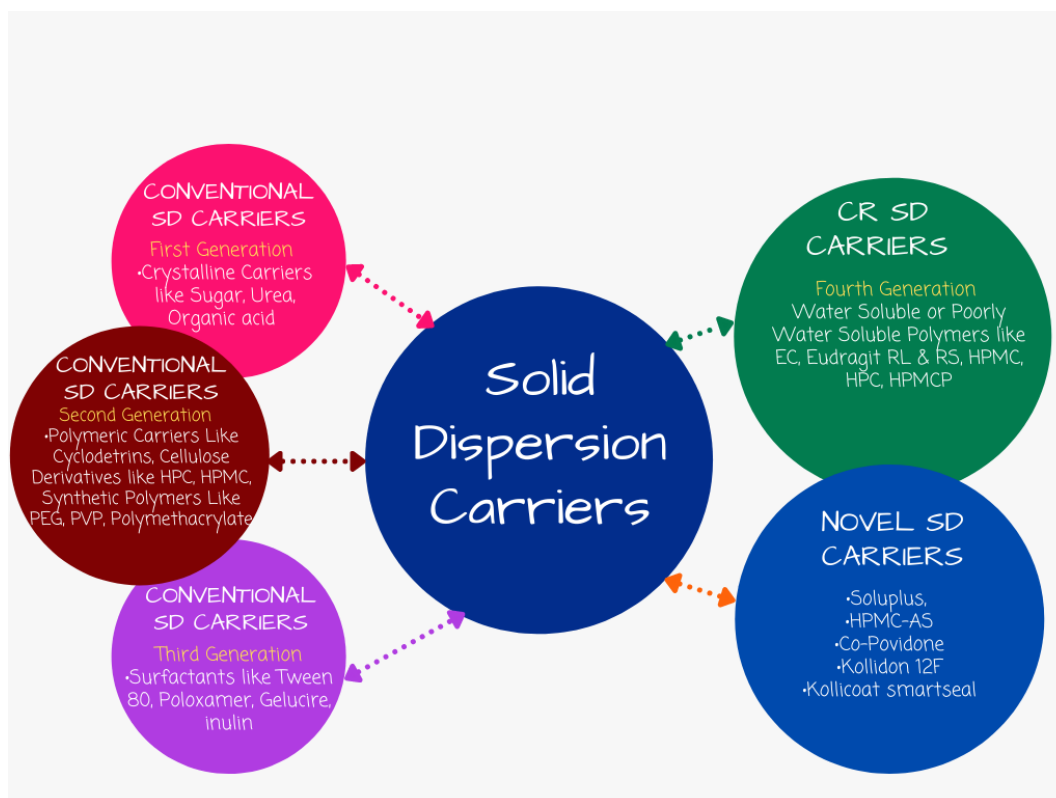 CONVENTIONAL
SD CARRIERS
First Generation
•Crystalline Carriers
like Sugar, Urea,
Organic acid
CONVENTIONAL
SD CARRIERS
Second Generation
•Polymeric Carriers Like
Cyclodetrins, Cellulose
Derivatives like HPC, HPMC,
Synthetic Polymers Like
PEG, PVP, Polymethacrylate
CONVENTIONAL
SD CARRIERS
Third Generation
•Surfactants like Tween
80, Poloxamer, Gelucire,
inulin
Solid
Dispersion
Carriers
CR SD
CARRIERS
Fourth Generation
Water Soluble or Poorly
Water Soluble Polymers like
EC, Eudragit RL & RS, HPMC,
HPC, HPMCP
NOVEL SD
CARRIERS
•Soluplus,
•HPMC-AS
•Co-Povidone
•Kollidon 12F
•Kollicoat smartseal